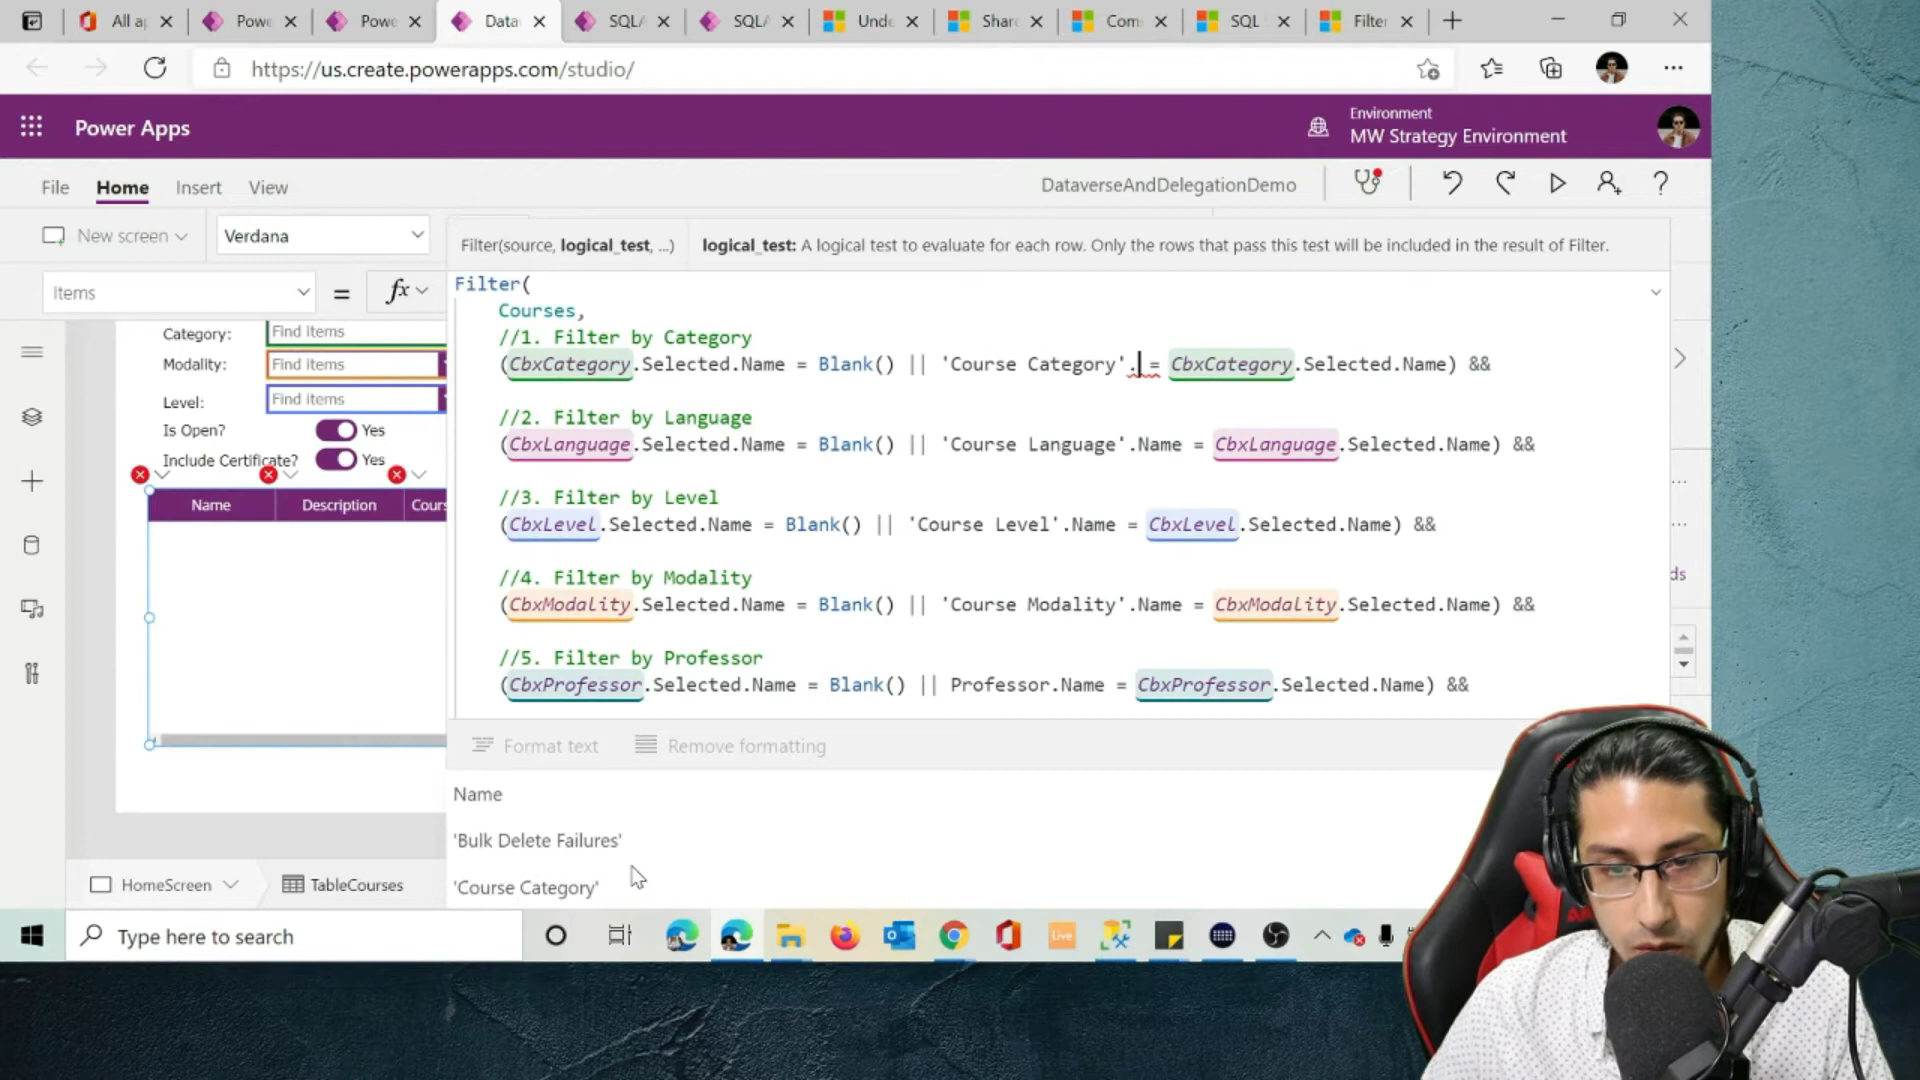 All a
Powe
Powe
Data
SQL
SQL
Unde
Share
Com
SQL
Filter
https://us.create.powerapps.com/studio/
Power Apps
Environment
MW Strategy Environment
File
Home
Insert
View
DataverseAndDelegationDemo
New screen
Verdana
Filter(source, logical_test, ...)
logical_test: A logical test to evaluate for each row. Only the rows that pass this test will be included in the result of Filter.
Items
=
fx
Filter(
Courses,
//1. Filter by Category
(CbxCategory.Selected.Name = Blank() || 'Course Category'. = CbxCategory.Selected.Name) &&
//2. Filter by Language
(CbxLanguage.Selected.Name = Blank() || 'Course Language'.Name = CbxLanguage.Selected.Name) &&
//3. Filter by Level
(CbxLevel.Selected.Name = Blank() || 'Course Level'.Name = CbxLevel.Selected.Name) &&
//4. Filter by Modality
(CbxModality.Selected.Name = Blank() || 'Course Modality'.Name = CbxModality.Selected.Name) &&
//5. Filter by Professor
(CbxProfessor.Selected.Name = Blank() || Professor.Name = CbxProfessor.Selected.Name) &&
Category:
Find Items
Modality:
Find Items
Level:
Find Items
Is Open?
Yes
Include Certificate?
Yes
Name
Description
Cours
ds
Format text
Remove formatting
Name
'Bulk Delete Failures'
'Course Category'
HomeScreen
TableCourses
Type here to search
Live